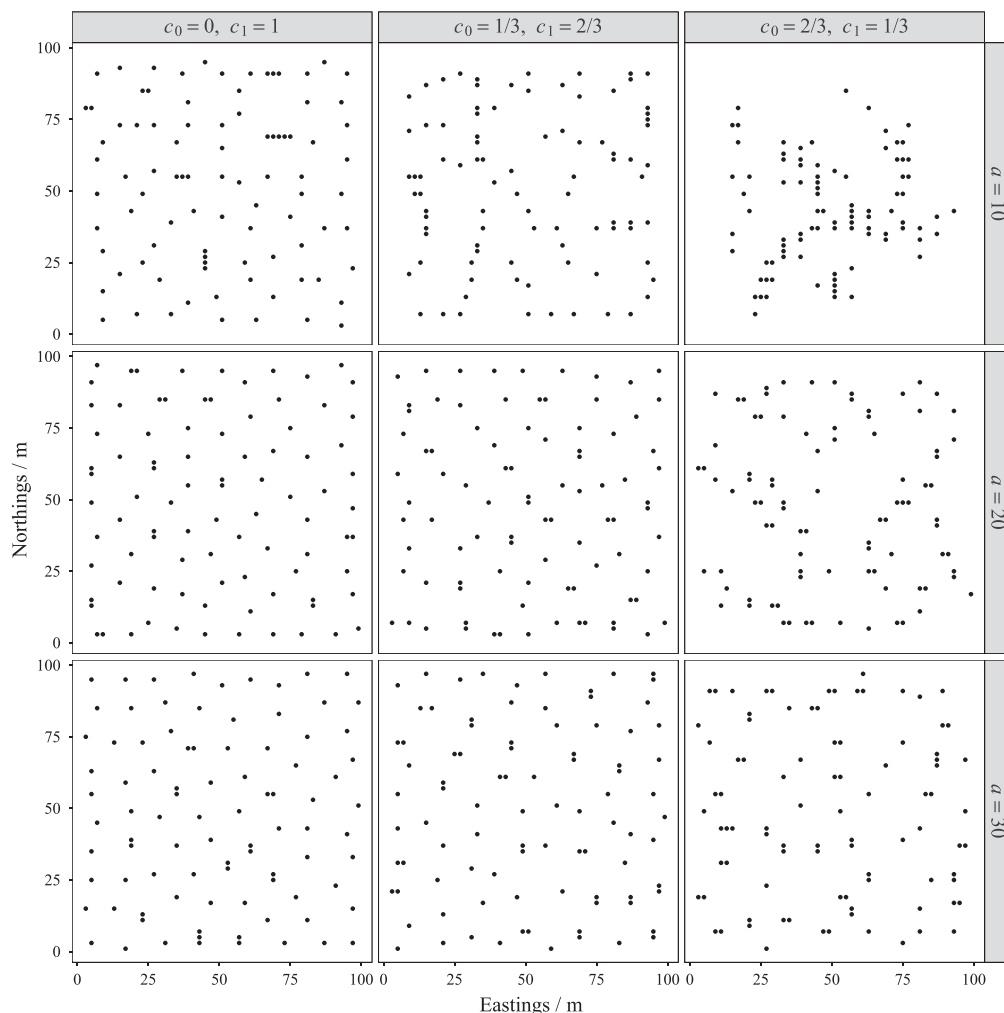 c₀ = 0, c₁ = 1
c₀ = 1/3, c₁ = 2/3
c₀ = 2/3, c₁ = 1/3
100
75
50
25
0
a = 10
100
75
50
25
0
a = 20
100
75
50
25
0
a = 30
Northings / m
0 25 50 75 100
0 25 50 75 100
0 25 50 75 100
Eastings / m